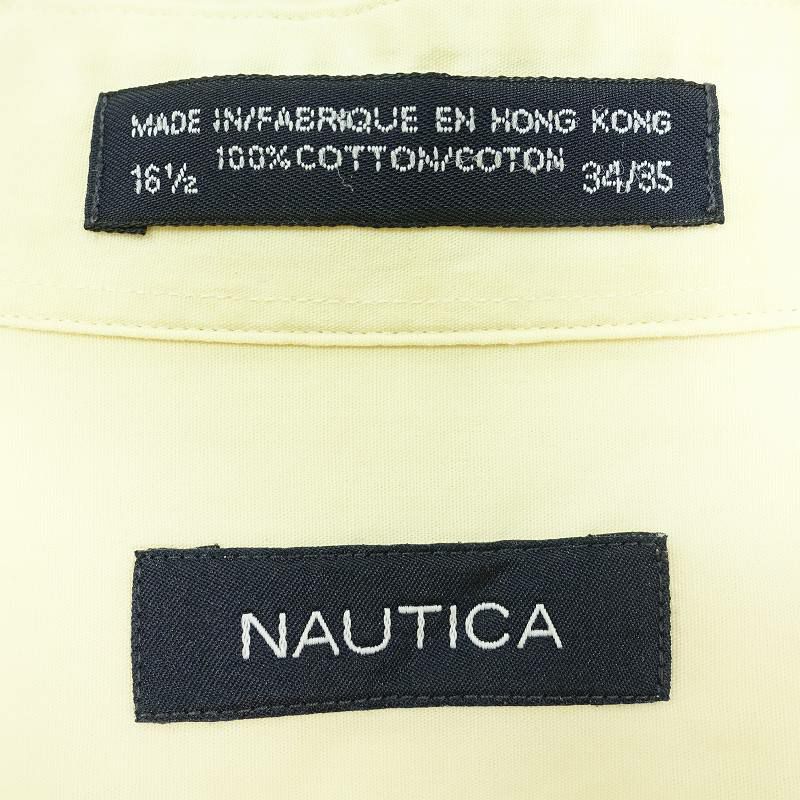 MADE IN/FABRIQUE EN HONG KONG
16½ 100% COTTON/COTON 34/35
NAUTICA